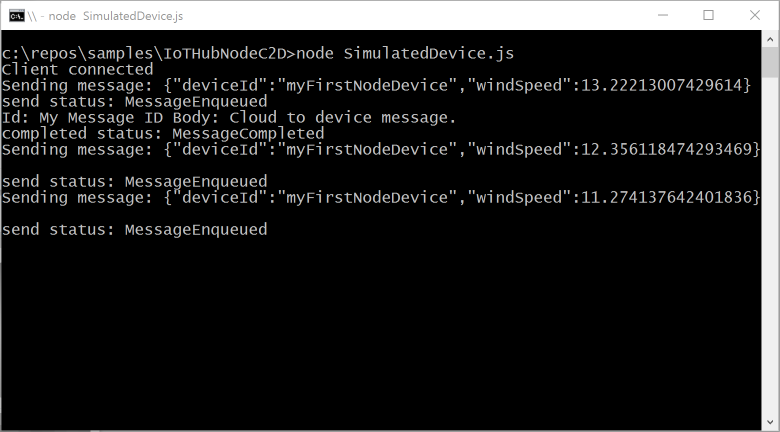 C:\. \\ - node  SimulatedDevice.js
c:\repos\samples\IoTHubNodeC2D>node SimulatedDevice.js
Client connected
Sending message: {"deviceId":"myFirstNodeDevice","windSpeed":13.22213007429614}
send status: MessageEnqueued
Id: My Message ID Body: Cloud to device message.
completed status: MessageCompleted
Sending message: {"deviceId":"myFirstNodeDevice","windSpeed":12.356118474293469}
send status: MessageEnqueued
Sending message: {"deviceId":"myFirstNodeDevice","windSpeed":11.274137642401836}
send status: MessageEnqueued